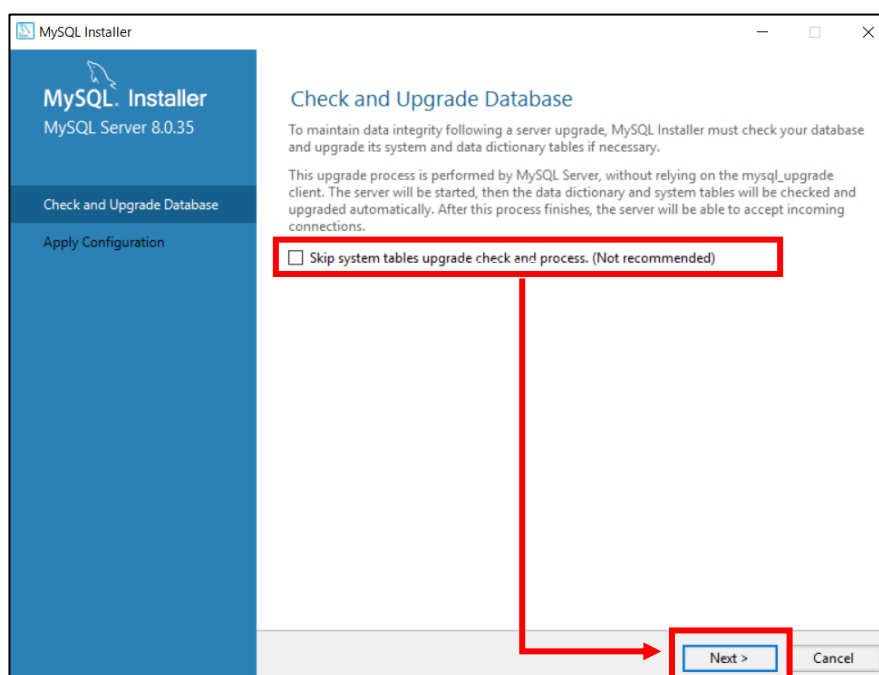 MySQL Installer
MySQL. Installer
MySQL Server 8.0.35
Check and Upgrade Database
Apply Configuration
Check and Upgrade Database
To maintain data integrity following a server upgrade, MySQL Installer must check your database
and upgrade its system and data dictionary tables if necessary.
This upgrade process is performed by MySQL Server, without relying on the mysql_upgrade
client. The server will be started, then the data dictionary and system tables will be checked and
upgraded automatically. After this process finishes, the server will be able to accept incoming
connections.
Skip system tables upgrade check and process. (Not recommended)
Next >
Cancel